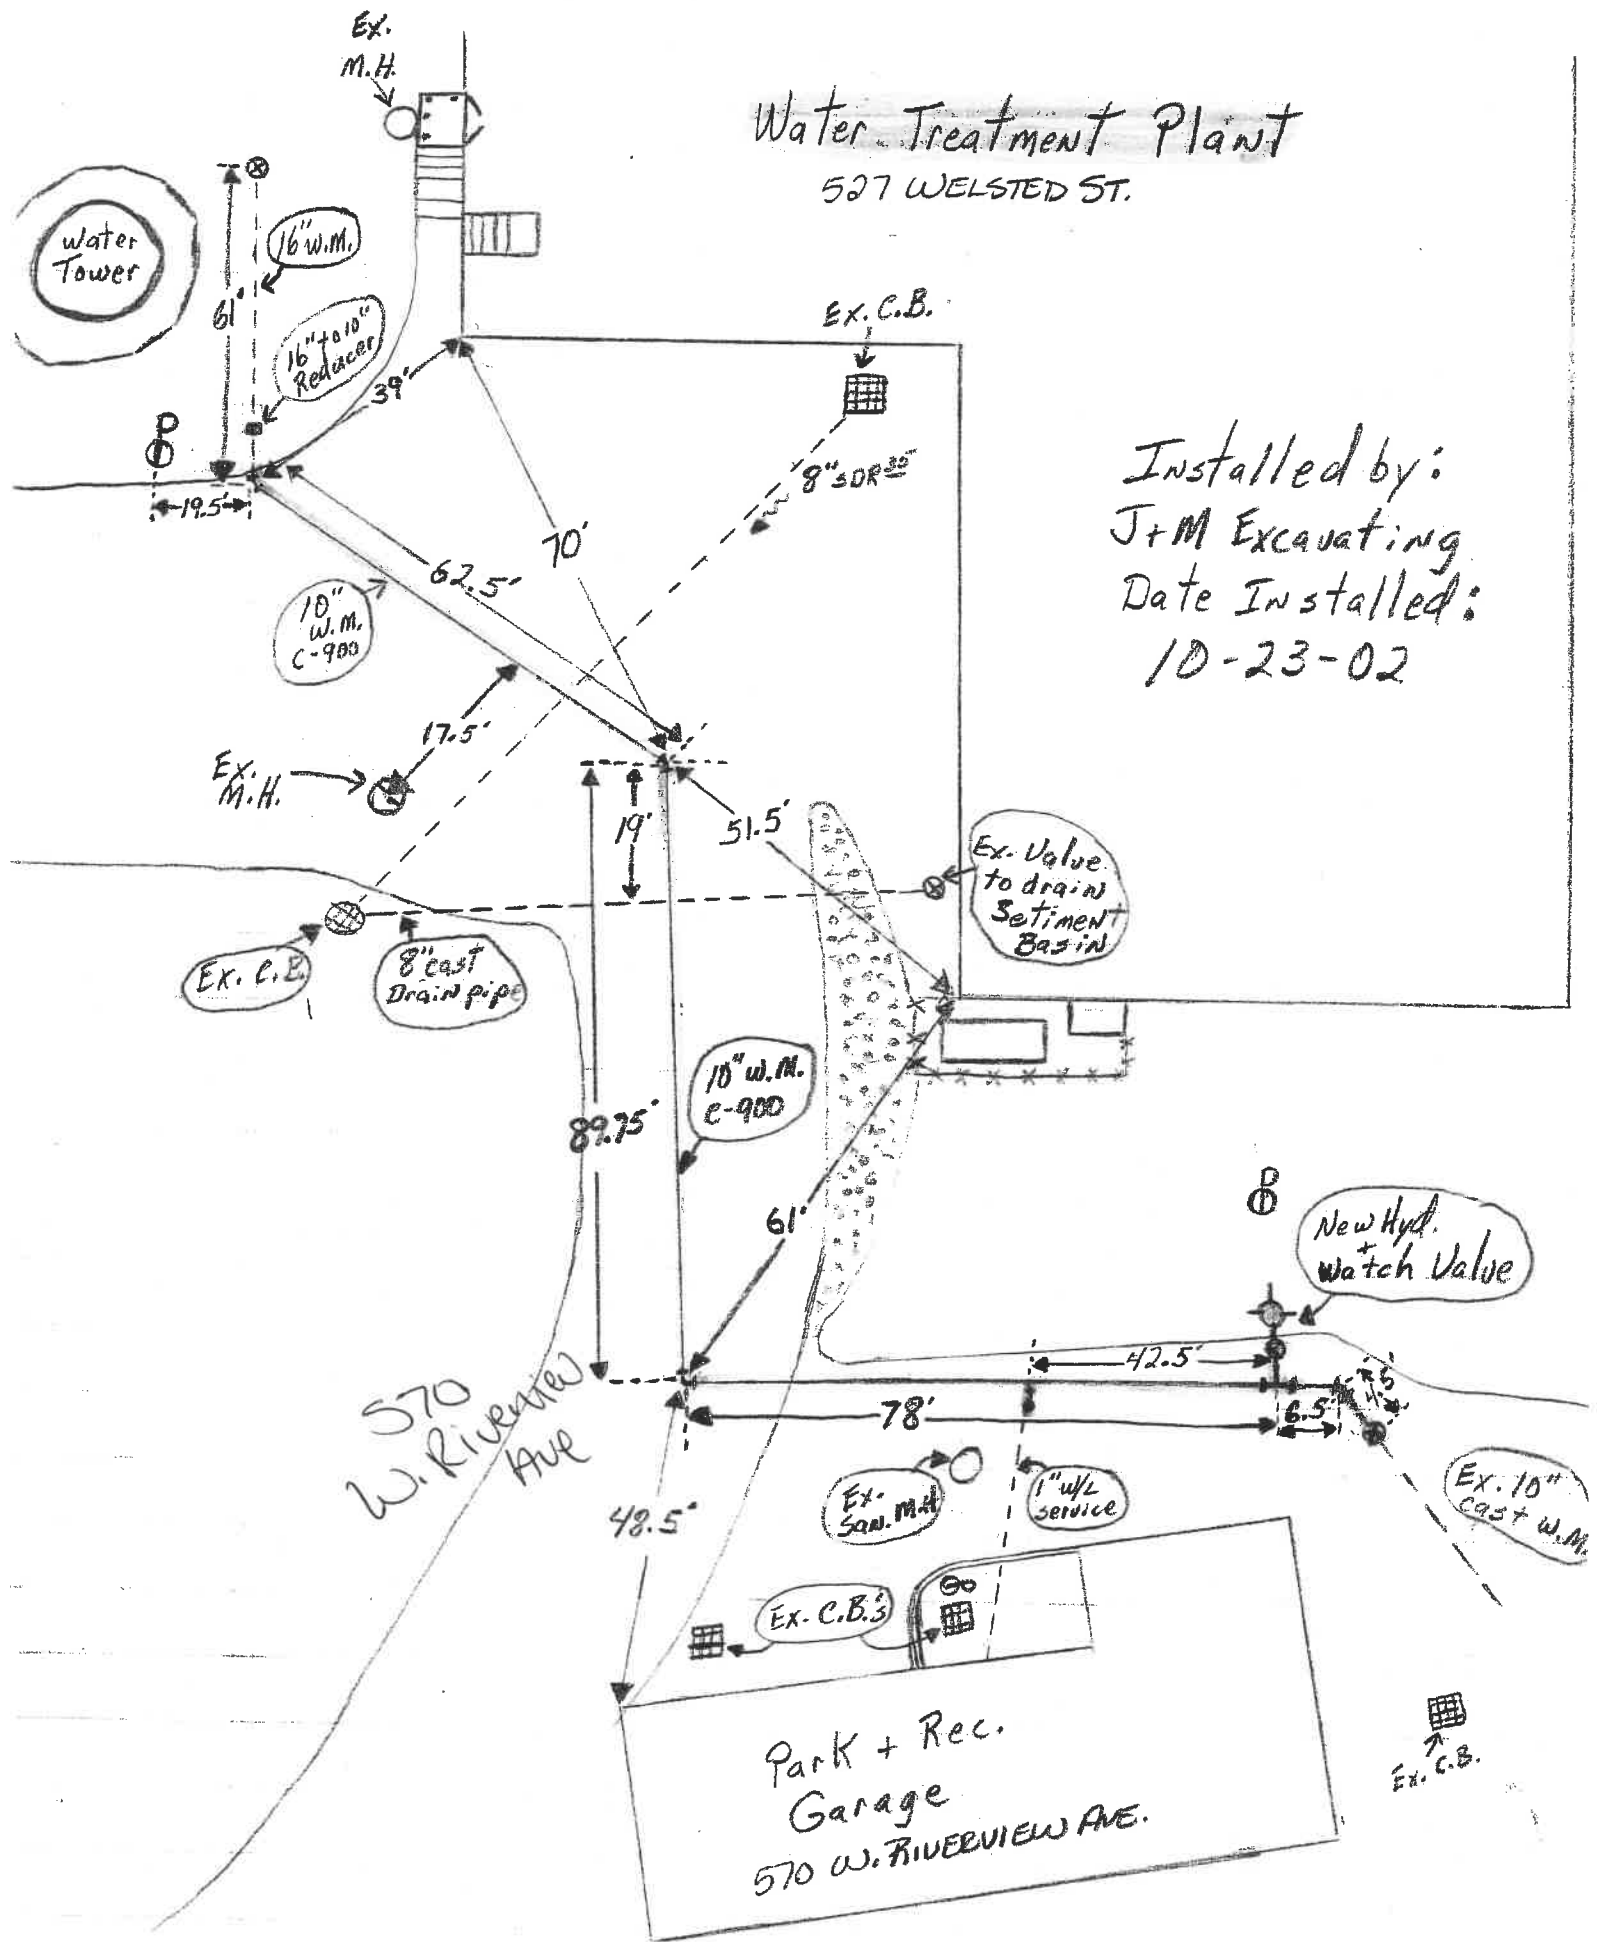 Ex.
M.H.
Water Treatment Plant
527 WELSTED ST.
Water
Tower
16" W.M.
61'
16" to 10"
Reducer
39'
Ex. C.B.
P
19.5'
8" SDR 35
Installed by:
J+M Excavating
Date Installed:
10-23-02
70'
62.5'
10"
W.M.
C-900
17.5'
Ex.
M.H.
19'
51.5'
Ex. Valve
to drain
Setiment
Basin
Ex. C.B.
8" cast
Drain pipe
10" W.M.
C-900
89.75'
61'
P
New Hyd.
+
Watch Valve
42.5'
5'
78'
6.5'
570
W. Riverview
Ave
Ex.
San. M.H
1" W/L
service
Ex. 10"
cast W.M.
48.5'
Ex. C.B.'s
Park + Rec.
Garage
570 W. RIVERVIEW AVE.
Ex. C.B.